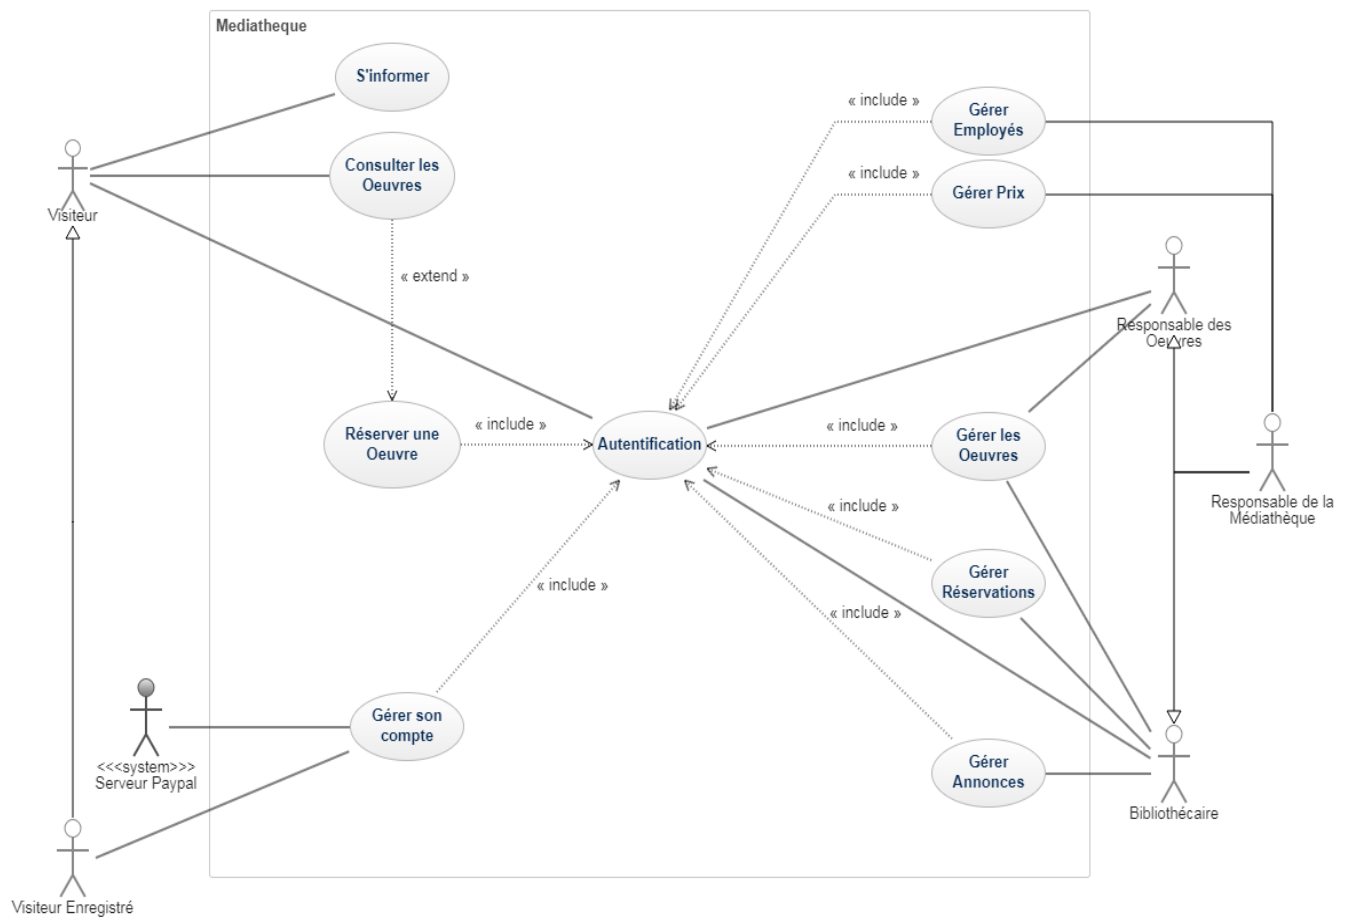 Mediatheque
S'informer
Consulter les
Oeuvres
Visiteur
« extend »
Réserver une
Oeuvre
« include »
Autentification
« include »
Gérer
Employés
« include »
Gérer Prix
Responsable des
Oeuvres
« include »
Gérer les
Oeuvres
Responsable de la
Médiathèque
« include »
Gérer
Réservations
« include »
« include »
Gérer
Annonces
Bibliothécaire
Gérer son
compte
<<<system>>>
Serveur Paypal
Visiteur Enregistré